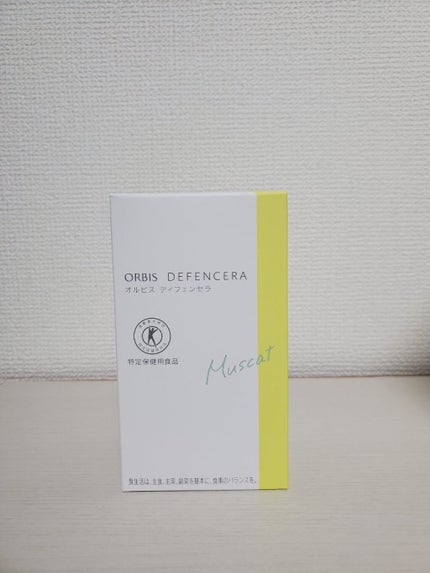 ORBIS DEFENCERA
オルビス ディフェンセラ
特定保健用食品
Muscat
食生活は、主食、主菜、副菜を基本に、食事のバランスを。